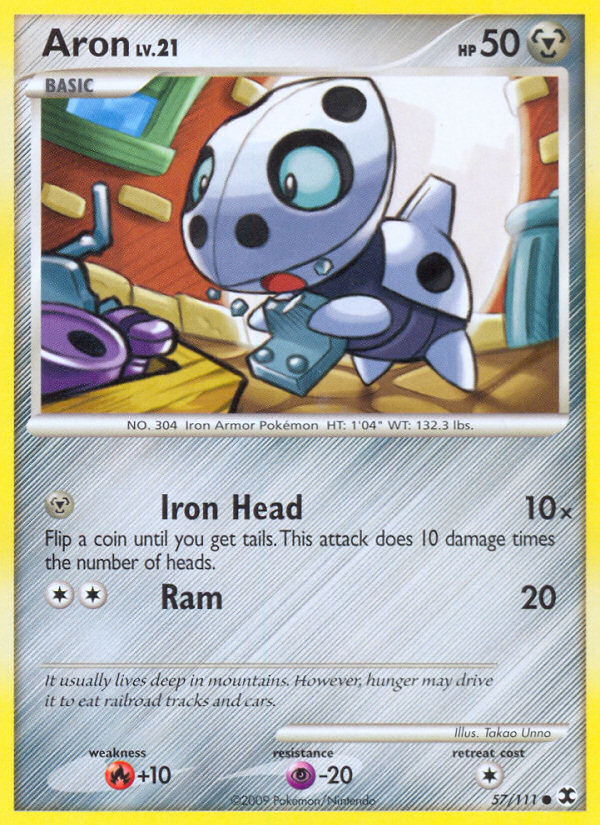 Aron LV.21
HP 50
BASIC
NO. 304 Iron Armor Pokémon HT: 1'04" WT: 132.3 lbs.
Iron Head 10×
Flip a coin until you get tails. This attack does 10 damage times
the number of heads.
Ram 20
It usually lives deep in mountains. However, hunger may drive
it to eat railroad tracks and cars.
Illus. Takao Unno
weakness resistance retreat cost
+10 -20
©2009 Pokémon/Nintendo 57/111